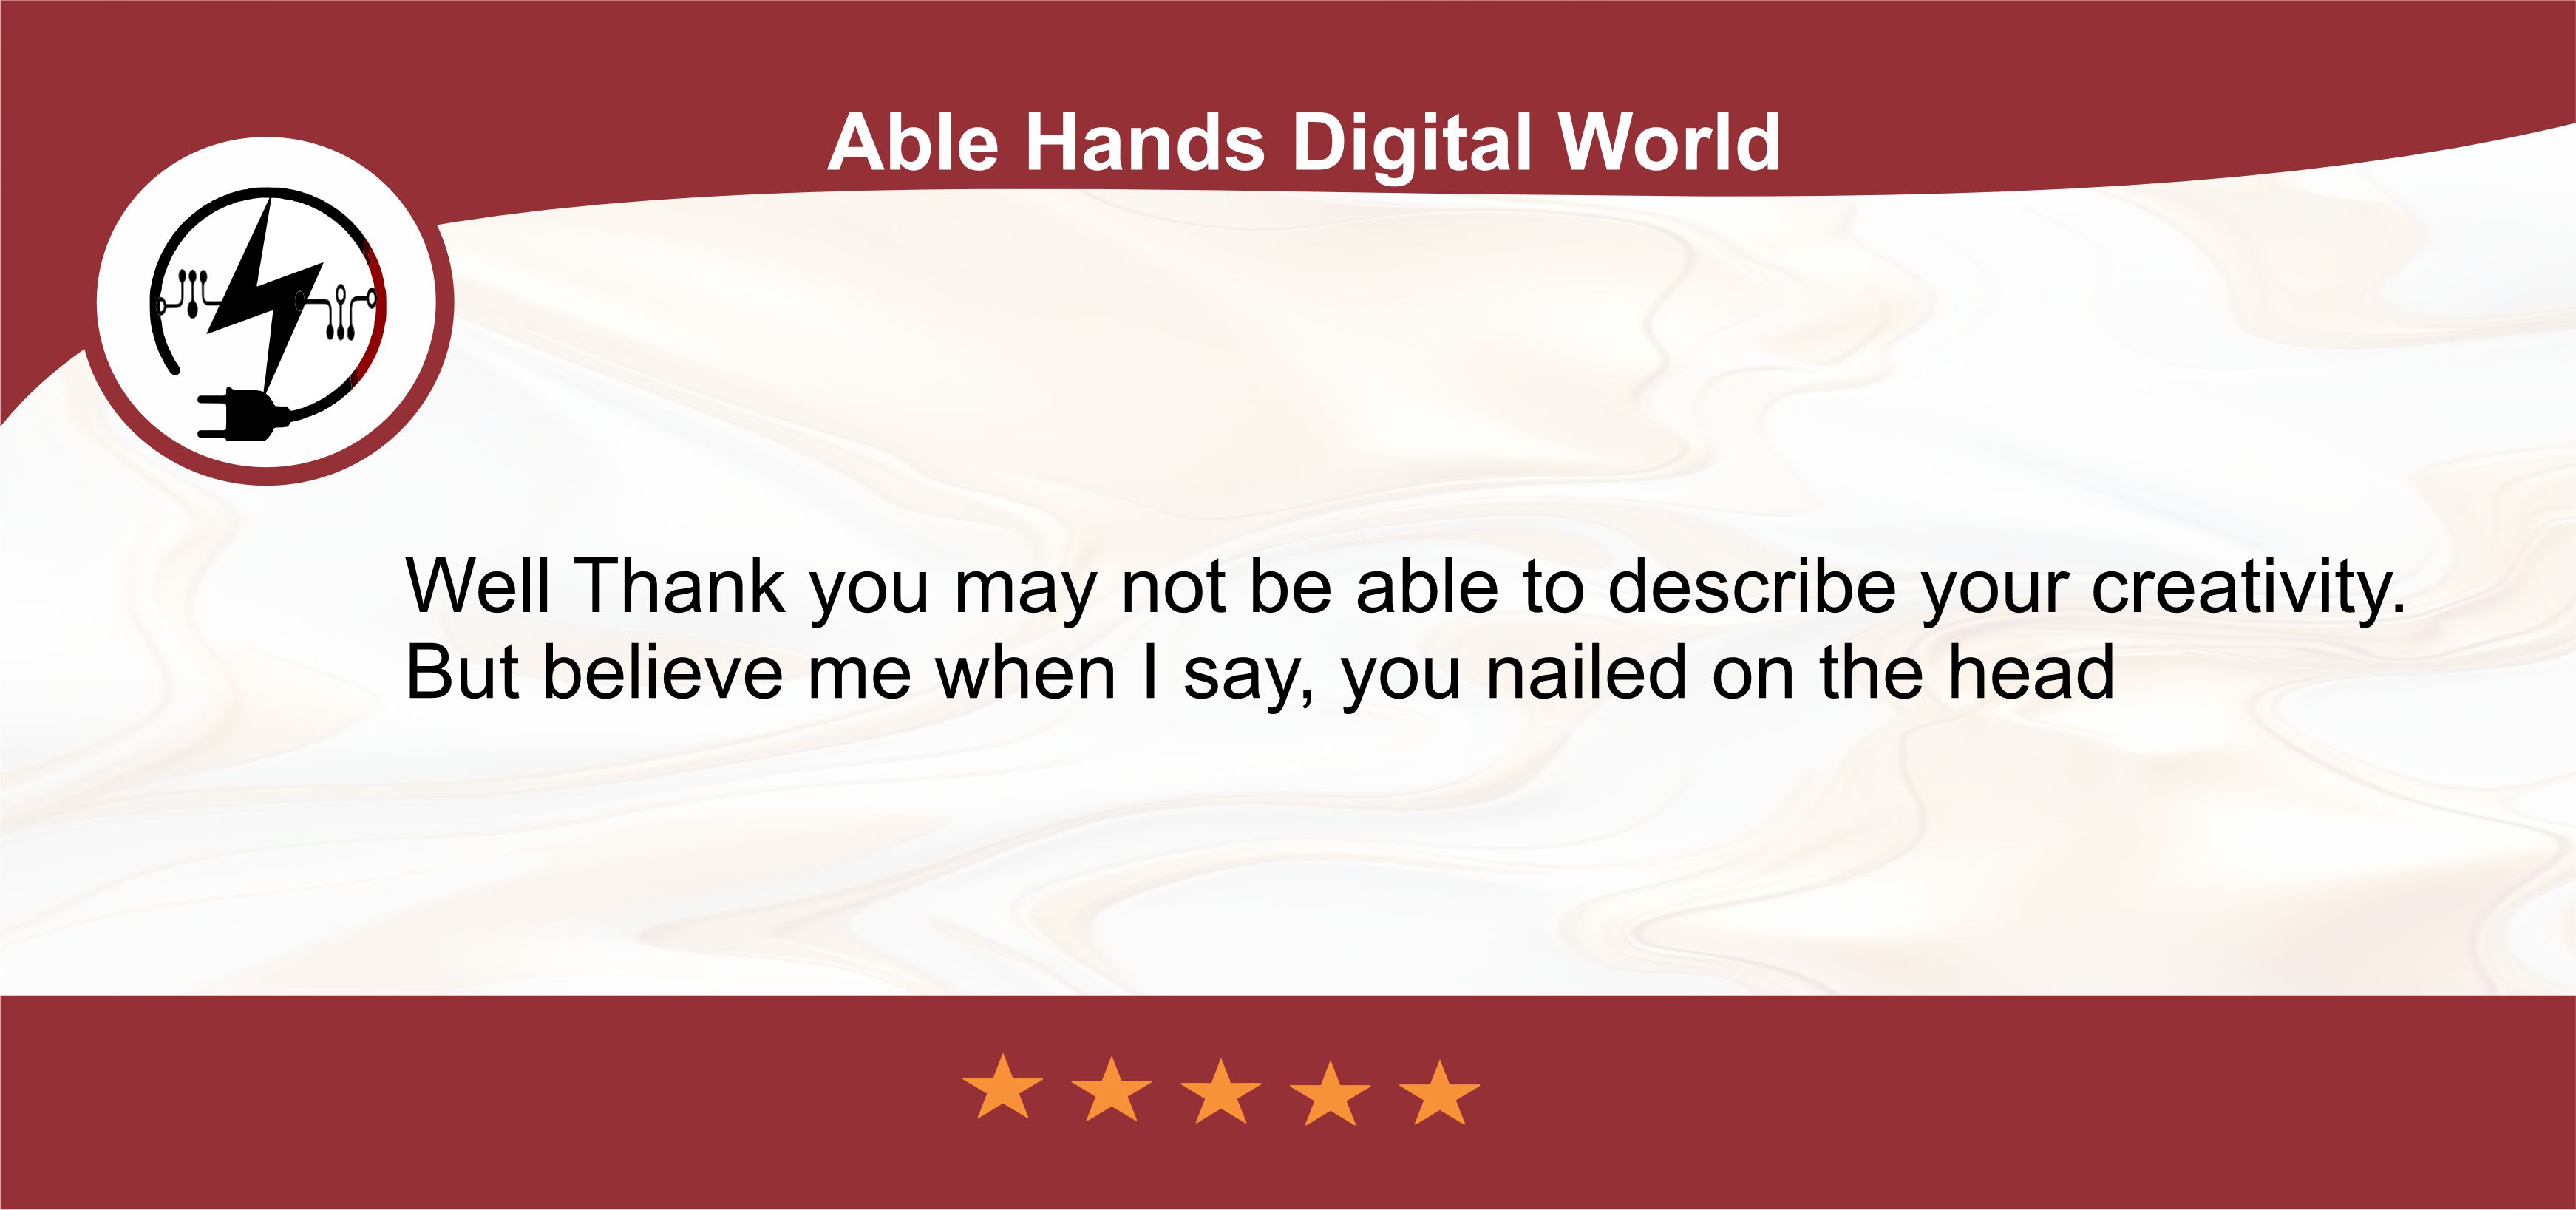 Able Hands Digital World
Well Thank you may not be able to describe your creativity.
But believe me when I say, you nailed on the head